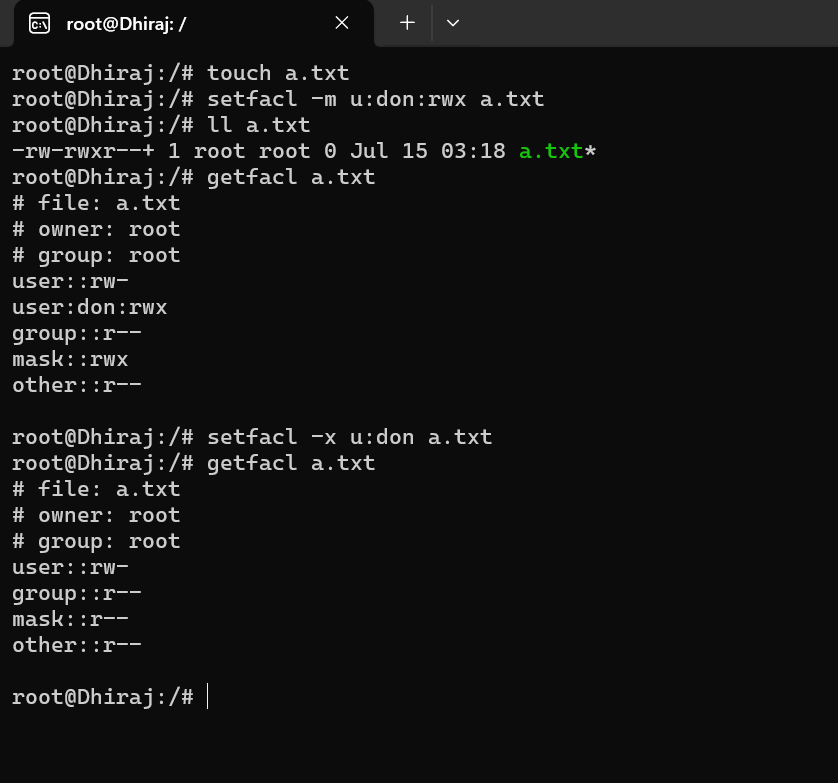 root@Dhiraj: /
root@Dhiraj:/# touch a.txt
root@Dhiraj:/# setfacl -m u:don:rwx a.txt
root@Dhiraj:/# ll a.txt
-rw-rwxr--+ 1 root root 0 Jul 15 03:18 a.txt*
root@Dhiraj:/# getfacl a.txt
# file: a.txt
# owner: root
# group: root
user::rw-
user:don:rwx
group::r--
mask::rwx
other::r--

root@Dhiraj:/# setfacl -x u:don a.txt
root@Dhiraj:/# getfacl a.txt
# file: a.txt
# owner: root
# group: root
user::rw-
group::r--
mask::r--
other::r--

root@Dhiraj:/#